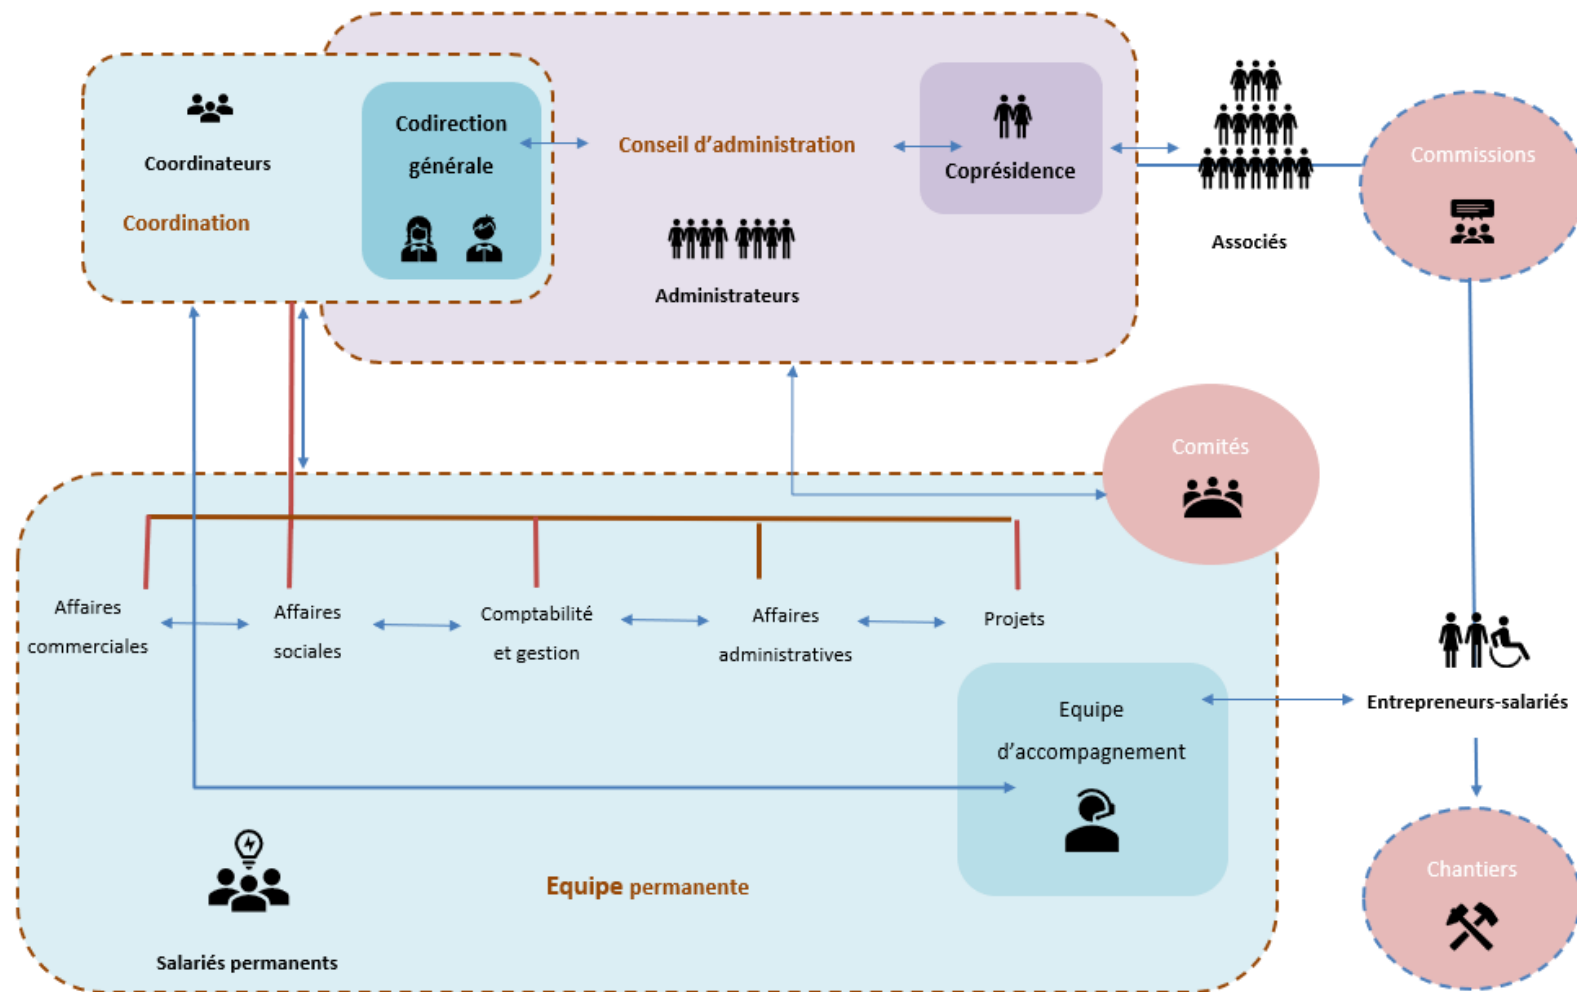 Coordinateurs
Coordination
Codirection
générale
Conseil d'administration
Administrateurs
Coprésidence
Associés
Commissions
Comités
Affaires
commerciales
Affaires
sociales
Comptabilité
et gestion
Affaires
administratives
Projets
Equipe
d'accompagnement
Entrepreneurs-salariés
Chantiers
Equipe permanente
Salariés permanents